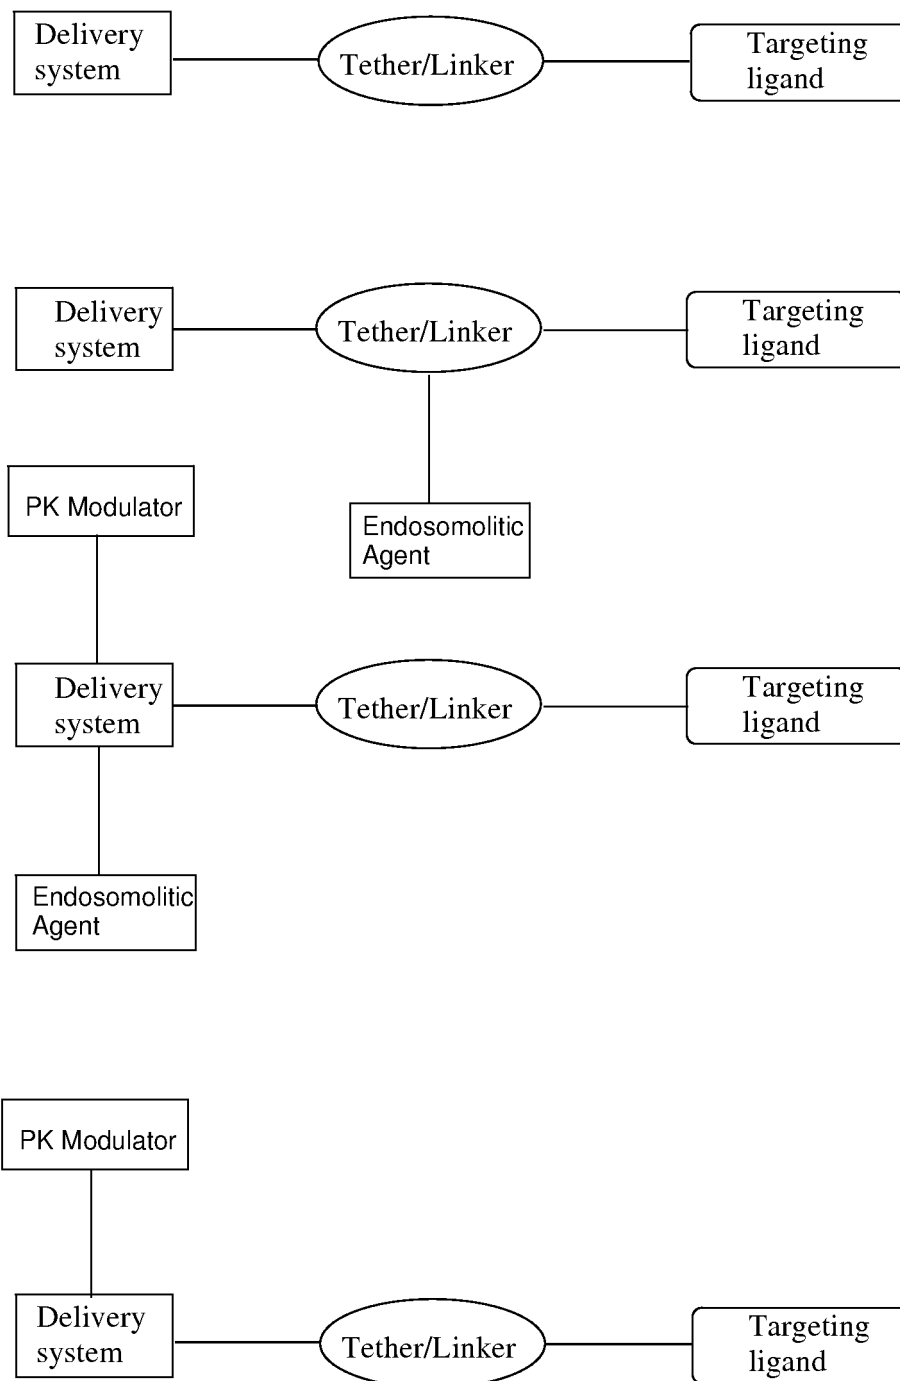 Delivery
system
Tether/Linker
Targeting
ligand
Delivery
system
Tether/Linker
Targeting
ligand
Endosomolitic
Agent
PK Modulator
Delivery
system
Tether/Linker
Targeting
ligand
Endosomolitic
Agent
PK Modulator
Delivery
system
Tether/Linker
Targeting
ligand